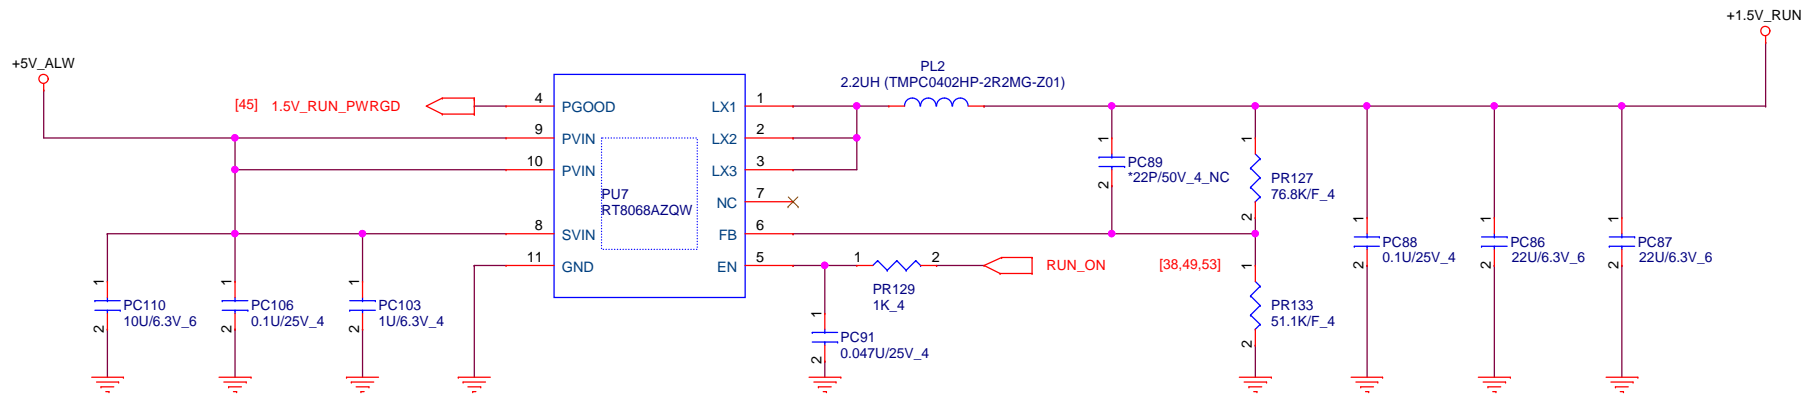 +1.5V_RUN
+5V_ALW
PL2
2.2UH (TMPC0402HP-2R2MG-Z01)
[45] 1.5V_RUN_PWRGD
4 PGOOD LX1 1
9 PVIN LX2 2
10 PVIN LX3 3
PU7
RT8068AZQW
NC 7
8 SVIN FB 6
11 GND EN 5
1 2
PR129
1K_4
RUN_ON [38,49,53]
1
PC89
*22P/50V_4_NC
2
1
PR127
76.8K/F_4
2
1
PR133
51.1K/F_4
2
1
PC88
0.1U/25V_4
2
1
PC86
22U/6.3V_6
2
1
PC87
22U/6.3V_6
2
1
PC110
10U/6.3V_6
2
1
PC106
0.1U/25V_4
2
1
PC103
1U/6.3V_4
2
1
PC91
0.047U/25V_4
2